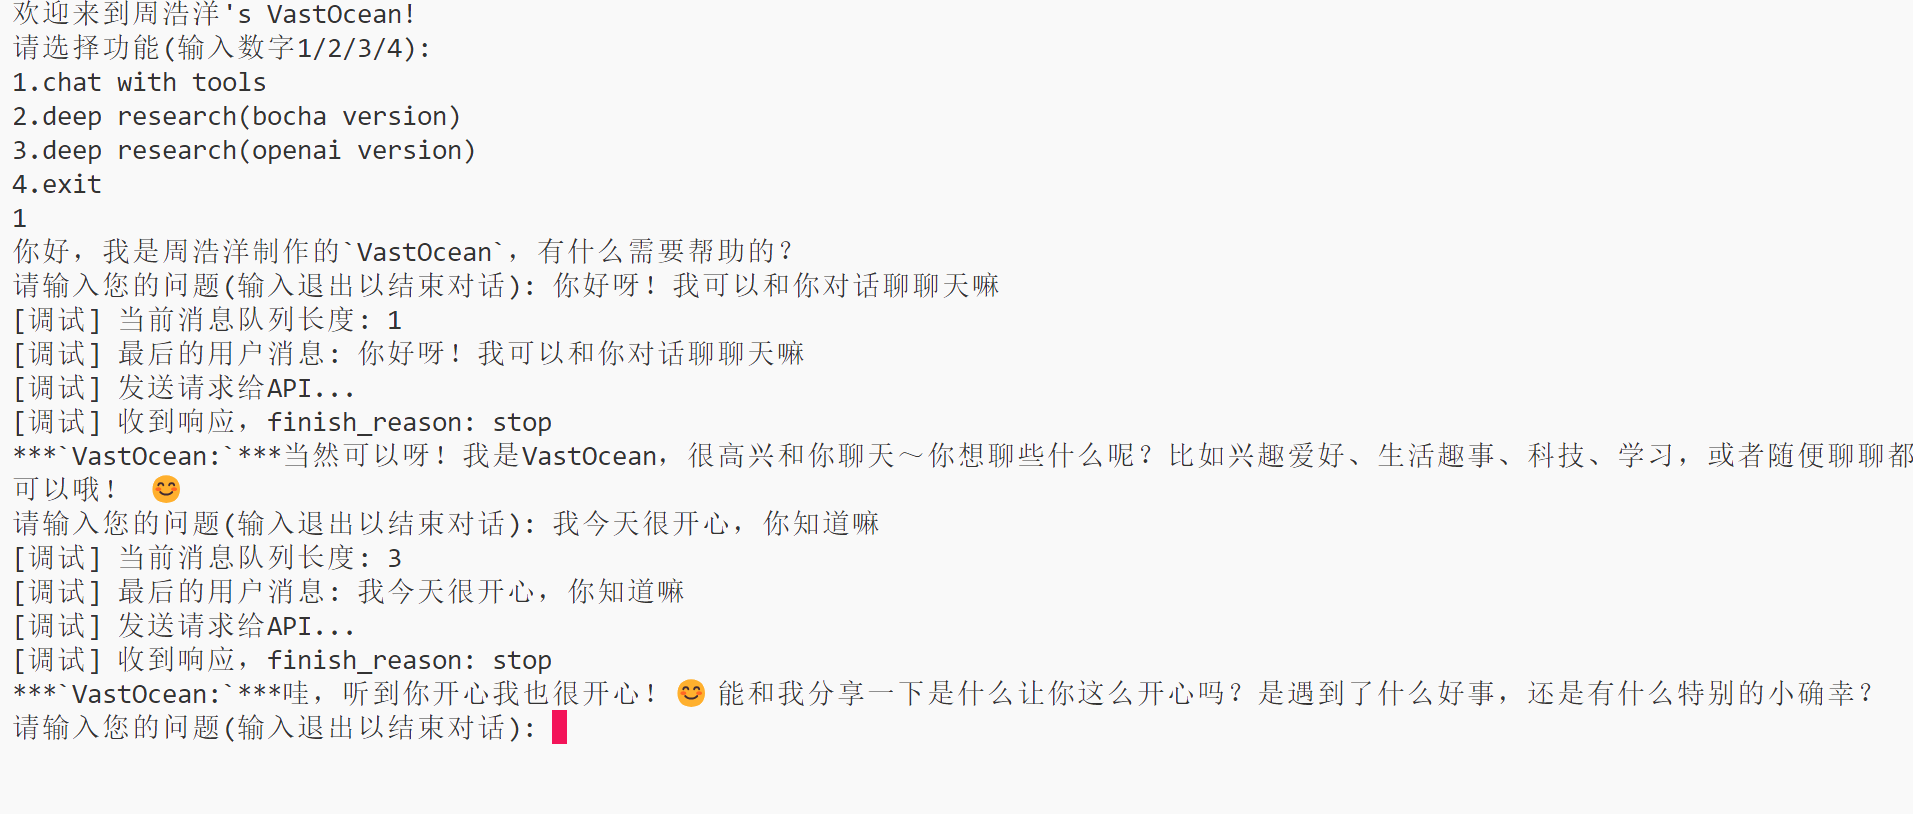 欢迎来到周浩洋's VastOcean!
请选择功能(输入数字1/2/3/4):
1.chat with tools
2.deep research(bocha version)
3.deep research(openai version)
4.exit
1
你好，我是周浩洋制作的`VastOcean`，有什么需要帮助的？
请输入您的问题(输入退出以结束对话): 你好呀！我可以和你对话聊聊天嘛
[调试] 当前消息队列长度: 1
[调试] 最后的用户消息: 你好呀！我可以和你对话聊聊天嘛
[调试] 发送请求给API...
[调试] 收到响应，finish_reason: stop
***`VastOcean:`***当然可以呀！我是VastOcean，很高兴和你聊天～你想聊些什么呢？比如兴趣爱好、生活趣事、科技、学习，或者随便聊聊都
可以哦！ 😊
请输入您的问题(输入退出以结束对话): 我今天很开心，你知道嘛
[调试] 当前消息队列长度: 3
[调试] 最后的用户消息: 我今天很开心，你知道嘛
[调试] 发送请求给API...
[调试] 收到响应，finish_reason: stop
***`VastOcean:`***哇，听到你开心我也很开心！😊 能和我分享一下是什么让你这么开心吗？是遇到了什么好事，还是有什么特别的小确幸？
请输入您的问题(输入退出以结束对话):